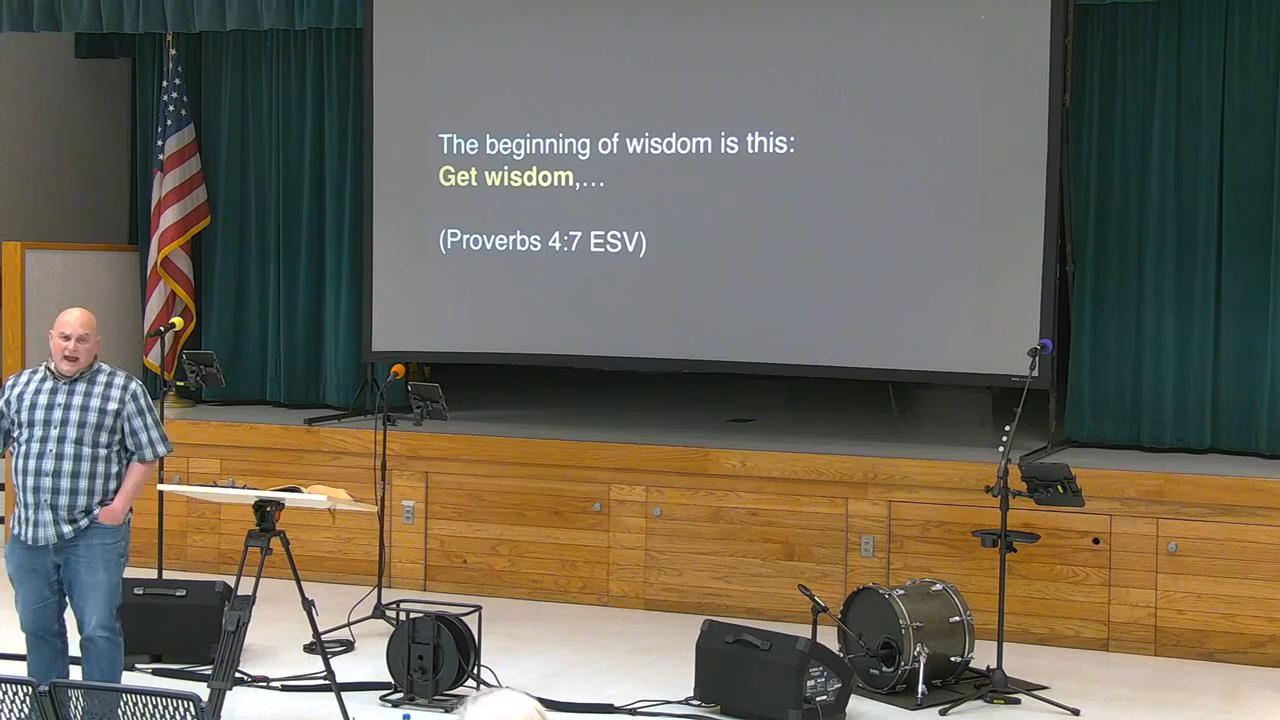 The beginning of wisdom is this:
Get wisdom,...
(Proverbs 4:7 ESV)